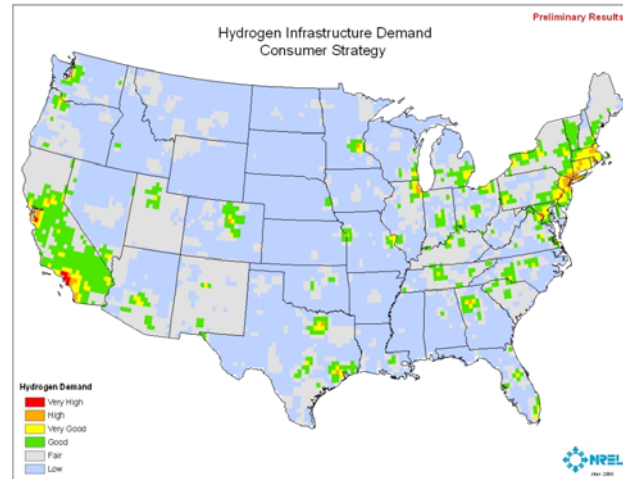 Preliminary Results
Hydrogen Infrastructure Demand
Consumer Strategy
Hydrogen Demand
Very High
High
Very Good
Good
Fair
Low
NREL